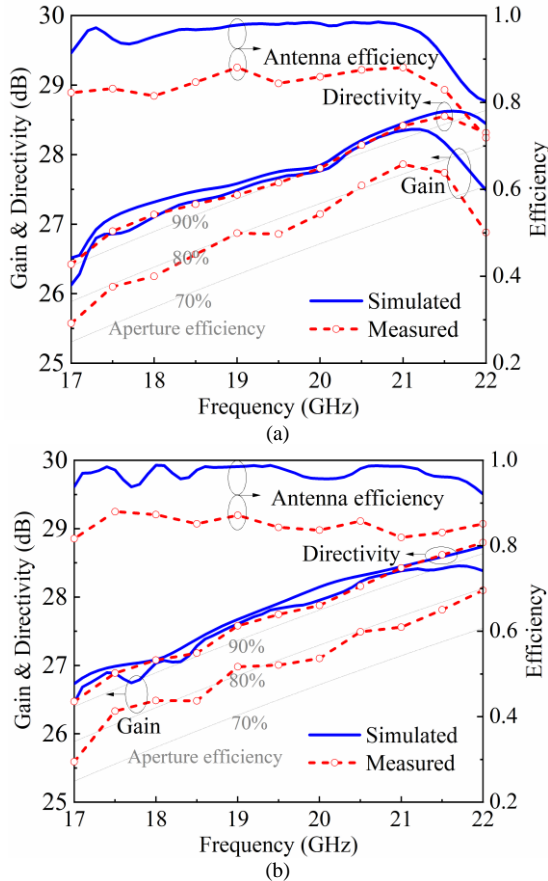 30
29
28
27
26
25
1.0
0.8
0.6
0.4
0.2
17 18 19 20 21 22
Gain & Directivity (dB)
Efficiency
Frequency (GHz)
Antenna efficiency
Directivity
Gain
90%
80%
70%
Aperture efficiency
Simulated
Measured
(a)
30
29
28
27
26
25
1.0
0.8
0.6
0.4
0.2
17 18 19 20 21 22
Gain & Directivity (dB)
Efficiency
Frequency (GHz)
Antenna efficiency
Directivity
90%
80%
Gain
70%
Aperture efficiency
Simulated
Measured
(b)